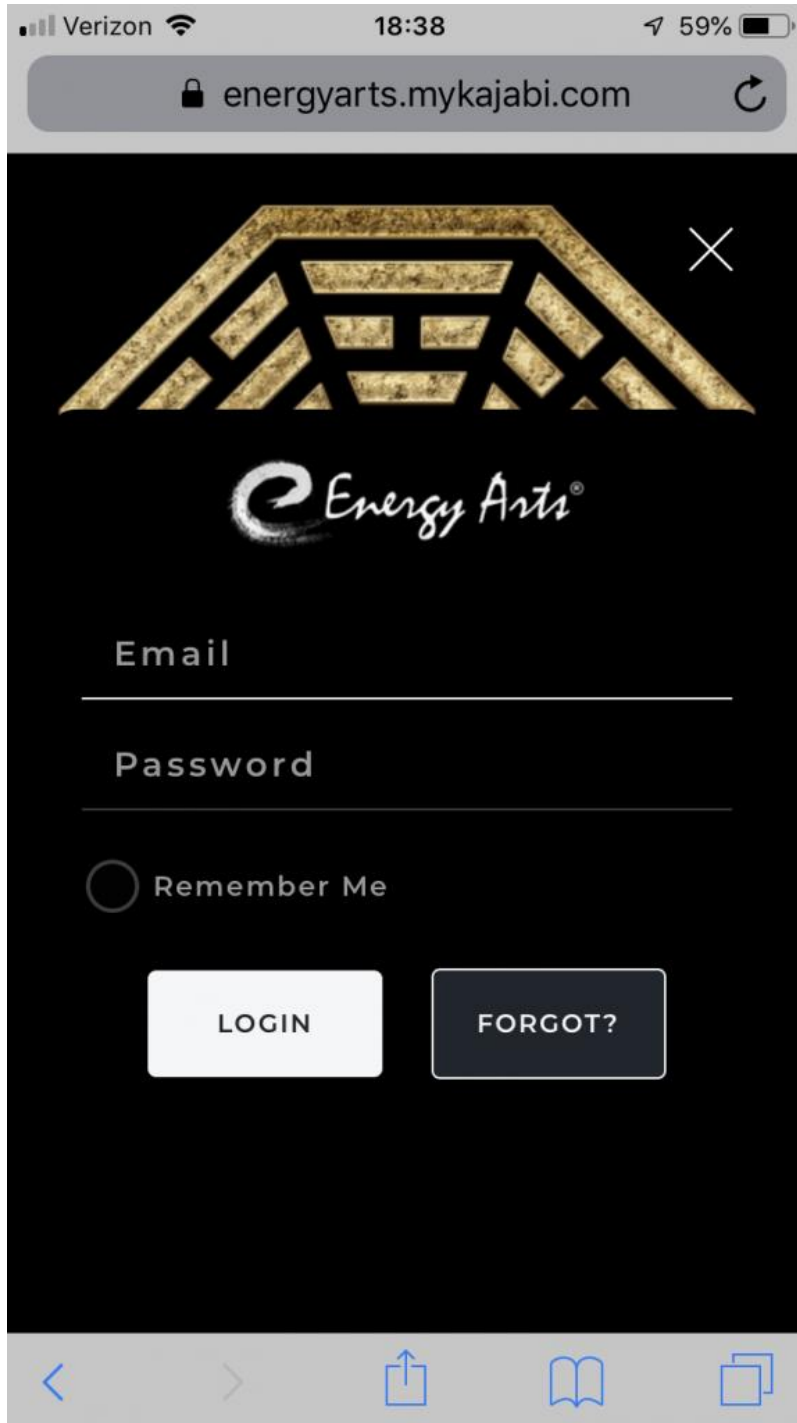 Verizon 18:38 59%
energyarts.mykajabi.com
e Energy Arts®
Email
Password
Remember Me
LOGIN FORGOT?